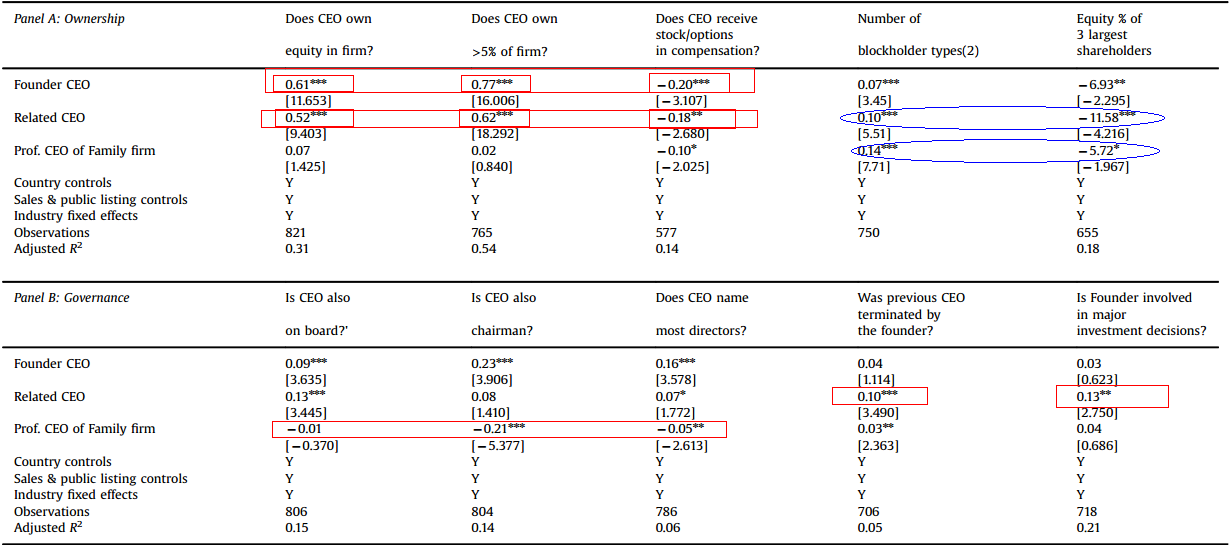 Panel A: Ownership Does CEO own Does CEO own Does CEO receive Number of Equity % of
stock/options 3 largest
equity in firm? >5% of firm? in compensation? blockholder types(2) shareholders
Founder CEO 0.61*** 0.77*** −0.20*** 0.07*** −6.93**
[11.653] [16.006] [−3.107] [3.45] [−2.295]
Related CEO 0.52*** 0.62*** −0.18** 0.10*** −11.58***
[9.403] [18.292] [−2.680] [5.51] [−4.216]
Prof. CEO of Family firm 0.07 0.02 −0.10* 0.14*** −5.72*
[1.425] [0.840] [−2.025] [7.71] [−1.967]
Country controls Y Y Y Y Y
Sales & public listing controls Y Y Y Y Y
Industry fixed effects Y Y Y Y Y
Observations 821 765 577 750 655
Adjusted R² 0.31 0.54 0.14 0.18
Panel B: Governance Is CEO also Is CEO also Does CEO name Was previous CEO Is Founder involved
terminated by in major
on board?' chairman? most directors? the founder? investment decisions?
Founder CEO 0.09*** 0.23*** 0.16*** 0.04 0.03
[3.635] [3.906] [3.578] [1.114] [0.623]
Related CEO 0.13*** 0.08 0.07* 0.10*** 0.13**
[3.445] [1.410] [1.772] [3.490] [2.750]
Prof. CEO of Family firm −0.01 −0.21*** −0.05** 0.03** 0.04
[−0.370] [−5.377] [−2.613] [2.363] [0.686]
Country controls Y Y Y Y Y
Sales & public listing controls Y Y Y Y Y
Industry fixed effects Y Y Y Y Y
Observations 806 804 786 706 718
Adjusted R² 0.15 0.14 0.06 0.05 0.21